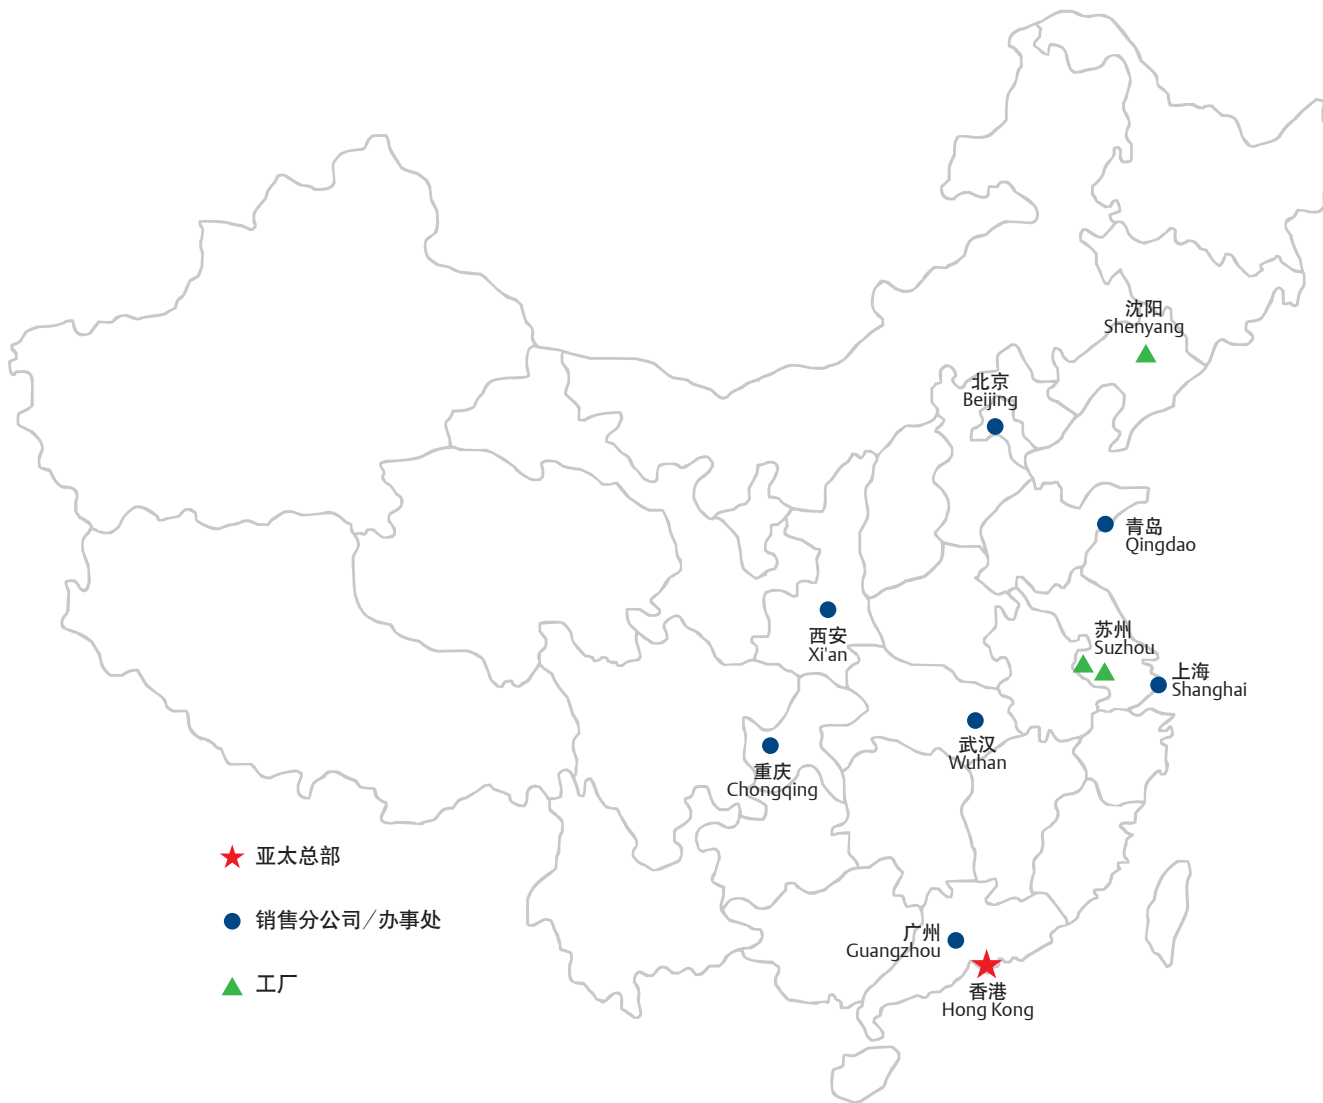 沈阳
Shenyang
北京
Beijing
青岛
Qingdao
西安
Xi'an
苏州
Suzhou
上海
Shanghai
武汉
Wuhan
重庆
Chongqing
亚太总部
销售分公司/办事处
广州
Guangzhou
工厂
香港
Hong Kong